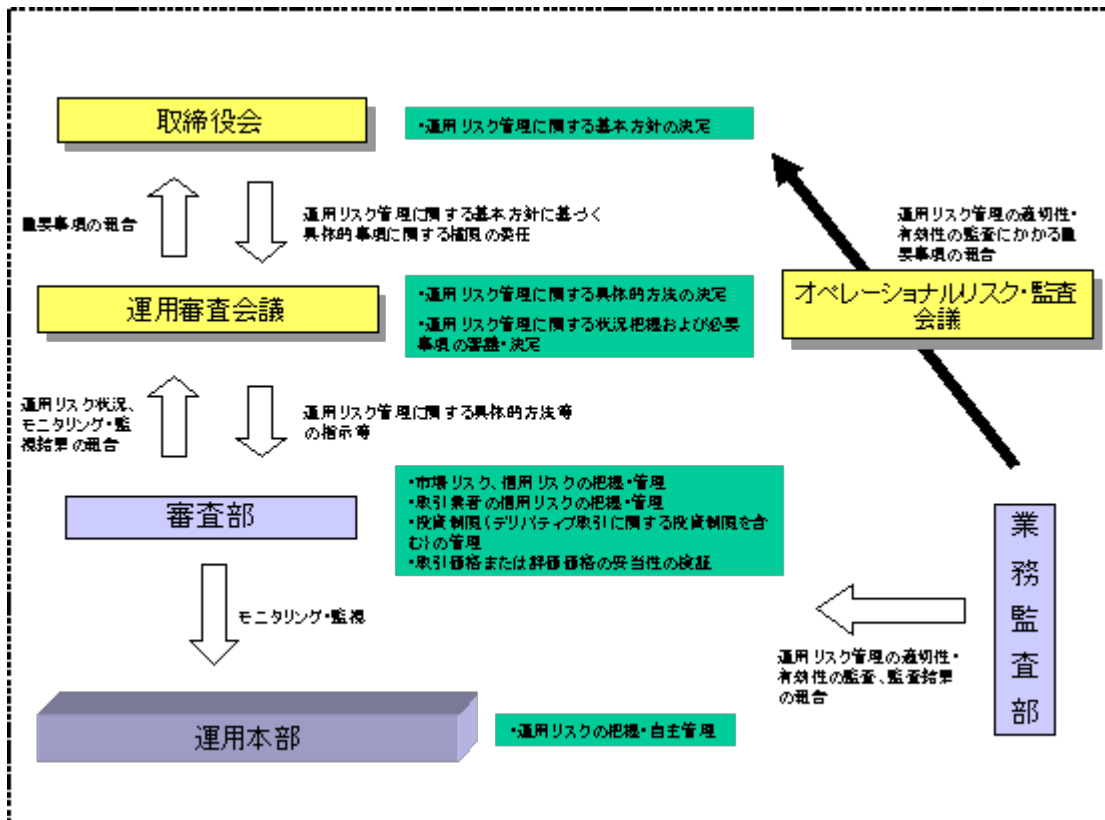 取締役会
・運用リスク管理に関する基本方針の決定
重要事項の報告
運用リスク管理に関する基本方針に基づく
具体的事項に関する権限の委任
運用リスク管理の適切性・
有効性の監査にかかる重
要事項の報告
運用審査会議
・運用リスク管理に関する具体的方法の決定
・運用リスク管理に関する状況把握および必要
事項の審議・決定
オペレーショナルリスク・監査
会議
運用リスク状況、
モニタリング・監
視結果の報告
運用リスク管理に関する具体的方法等
の指示等
審査部
・市場リスク、信用リスクの把握・管理
・取引業者の信用リスクの把握・管理
・投資制限(デリバティブ取引に関する投資制限を含
む)の管理
・取引価格または評価価格の妥当性の検証
業務監査部
モニタリング・監視
運用リスク管理の適切性・
有効性の監査、監査結果
の報告
運用本部
・運用リスクの把握・自主管理